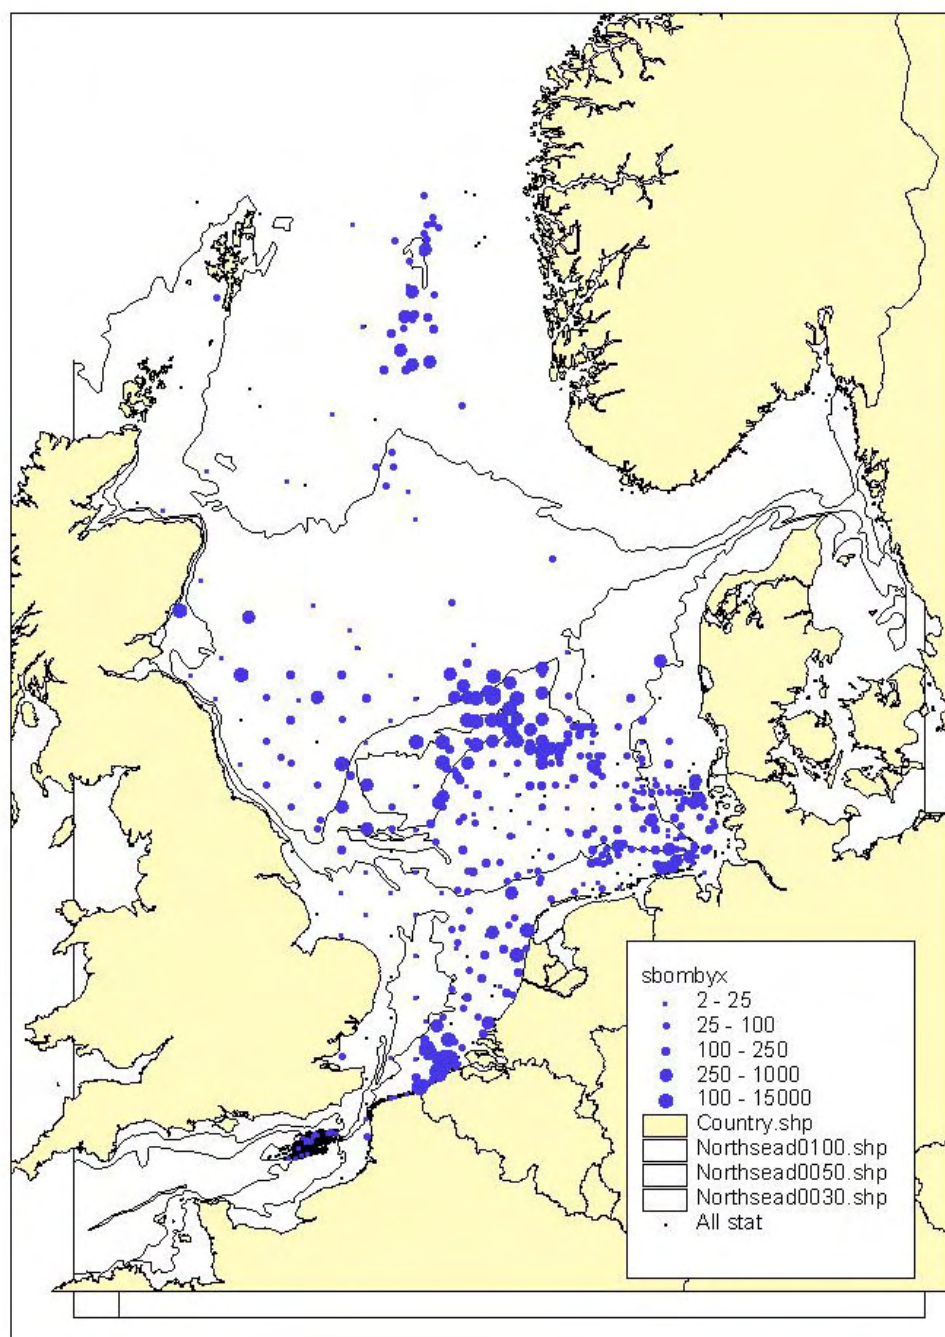 sbombyx
2 - 25
25 - 100
100 - 250
250 - 1000
100 - 15000
Country.shp
Northsead0100.shp
Northsead0050.shp
Northsead0030.shp
All stat